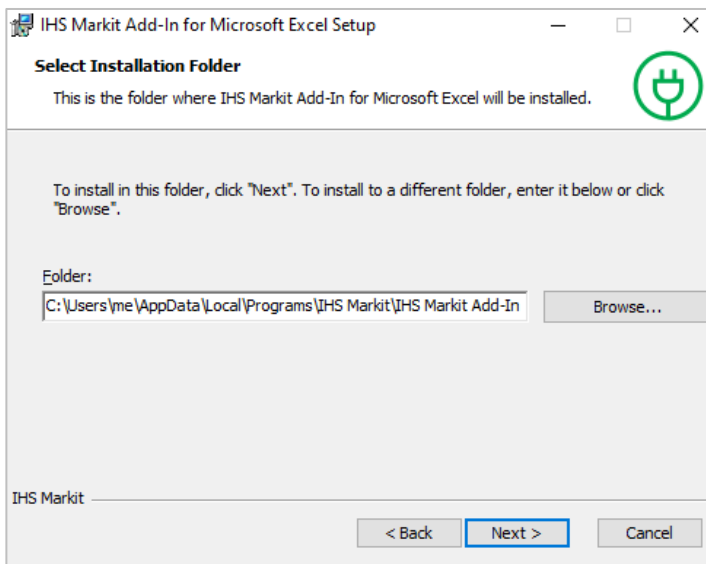 IHS Markit Add-In for Microsoft Excel Setup
Select Installation Folder
This is the folder where IHS Markit Add-In for Microsoft Excel will be installed.
To install in this folder, click "Next". To install to a different folder, enter it below or click
"Browse".
Folder:
C:\Users\me\AppData\Local\Programs\IHS Markit\IHS Markit Add-In
Browse...
IHS Markit
< Back
Next >
Cancel